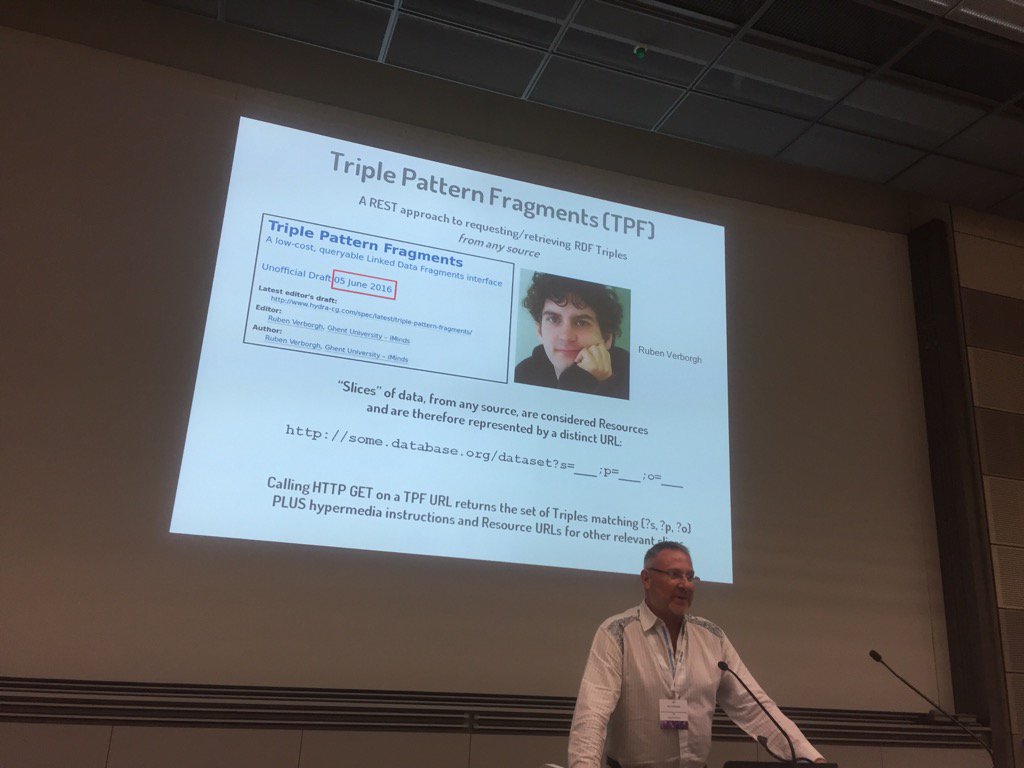 Triple Pattern Fragments (TPF)
A REST approach to requesting/retrieving RDF Triples
from any source
Triple Pattern Fragments
A low-cost, queryable Linked Data Fragments interface
Unofficial Draft 05 June 2016
Latest editor's draft:
http://www.hydra-cg.com/spec/latest/triple-pattern-fragments/
Editor:
Ruben Verborgh, Ghent University – iMinds
Author:
Ruben Verborgh, Ghent University – iMinds
Ruben Verborgh
“Slices” of data, from any source, are considered Resources
and are therefore represented by a distinct URL:
http://some.database.org/dataset?s=___;p=___;o=___
Calling HTTP GET on a TPF URL returns the set of Triples matching {?s, ?p, ?o}
PLUS hypermedia instructions and Resource URLs for other relevant